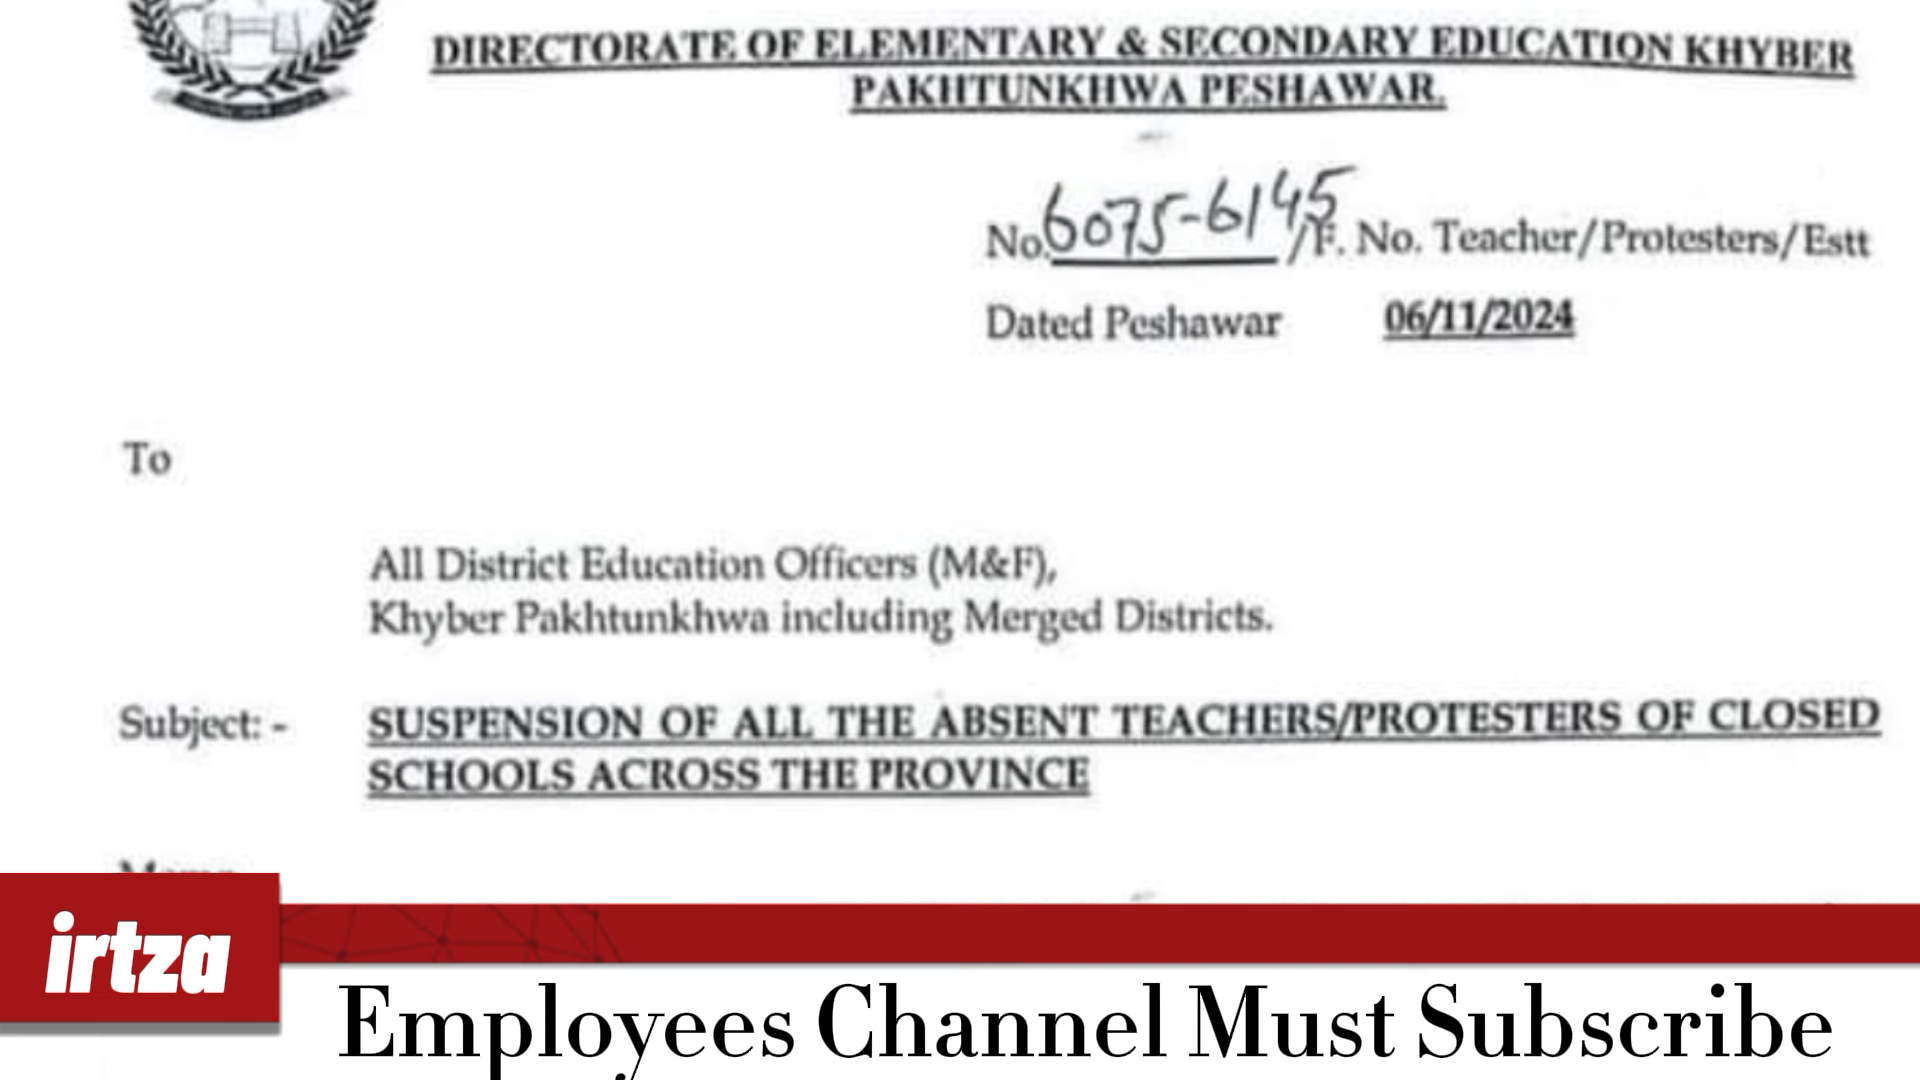 DIRECTORATE OF ELEMENTARY & SECONDARY EDUCATION KHYBER
PAKHTUNKHWA PESHAWAR.
No. 6075-6145 /F. No. Teacher/Protesters/Estt
Dated Peshawar 06/11/2024
To
All District Education Officers (M&F),
Khyber Pakhtunkhwa including Merged Districts.
Subject: - SUSPENSION OF ALL THE ABSENT TEACHERS/PROTESTERS OF CLOSED
SCHOOLS ACROSS THE PROVINCE
irtza
Employees Channel Must Subscribe